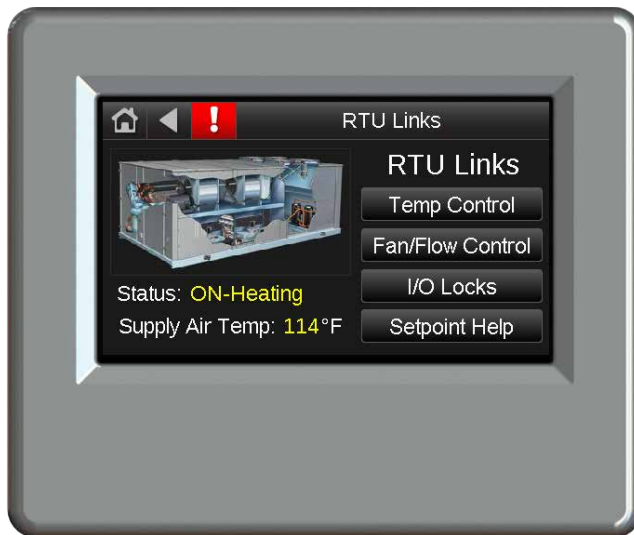 ! RTU Links
RTU Links
Temp Control
Fan/Flow Control
I/O Locks
Setpoint Help
Status: ON-Heating
Supply Air Temp: 114°F